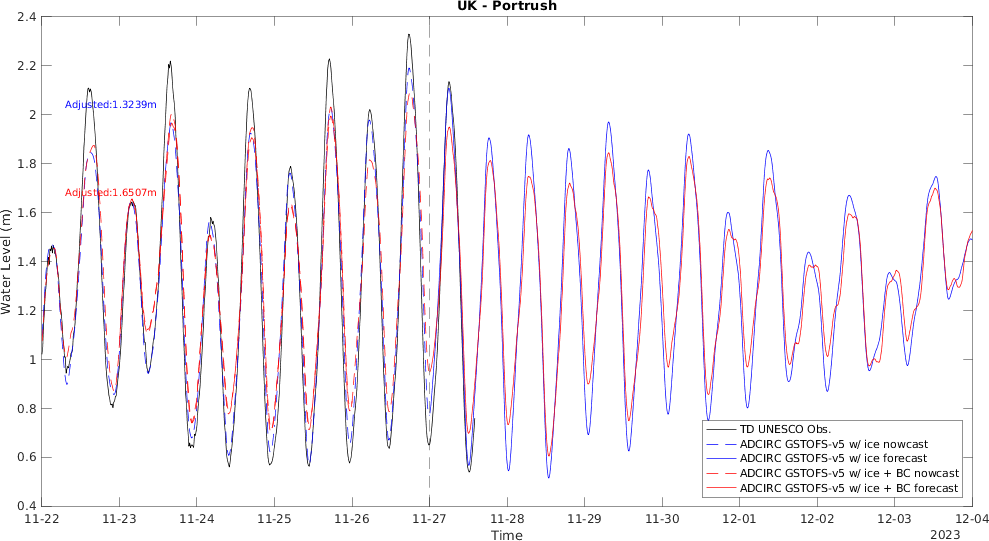 UK - Portrush
2.4
2.2
2
1.8
1.6
1.4
1.2
1
0.8
0.6
0.4
Water Level (m)
Adjusted:1.3239m
Adjusted:1.6507m
TD UNESCO Obs.
ADCIRC GSTOFS-v5 w/ ice nowcast
ADCIRC GSTOFS-v5 w/ ice forecast
ADCIRC GSTOFS-v5 w/ ice + BC nowcast
ADCIRC GSTOFS-v5 w/ ice + BC forecast
11-22 11-23 11-24 11-25 11-26 11-27 11-28 11-29 11-30 12-01 12-02 12-03 12-04
Time
2023